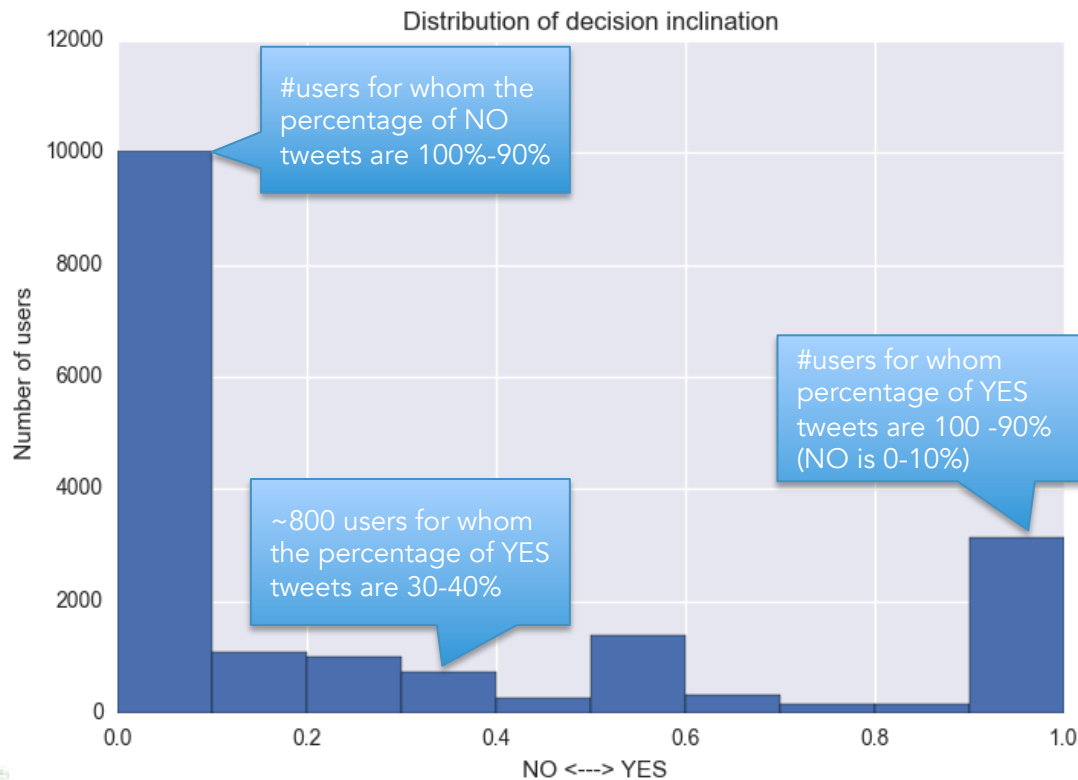 Distribution of decision inclination
12000
10000
8000
6000
4000
2000
0
Number of users
#users for whom the
percentage of NO
tweets are 100%-90%
#users for whom
percentage of YES
tweets are 100 -90%
(NO is 0-10%)
~800 users for whom
the percentage of YES
tweets are 30-40%
0.0 0.2 0.4 0.6 0.8 1.0
NO <---> YES